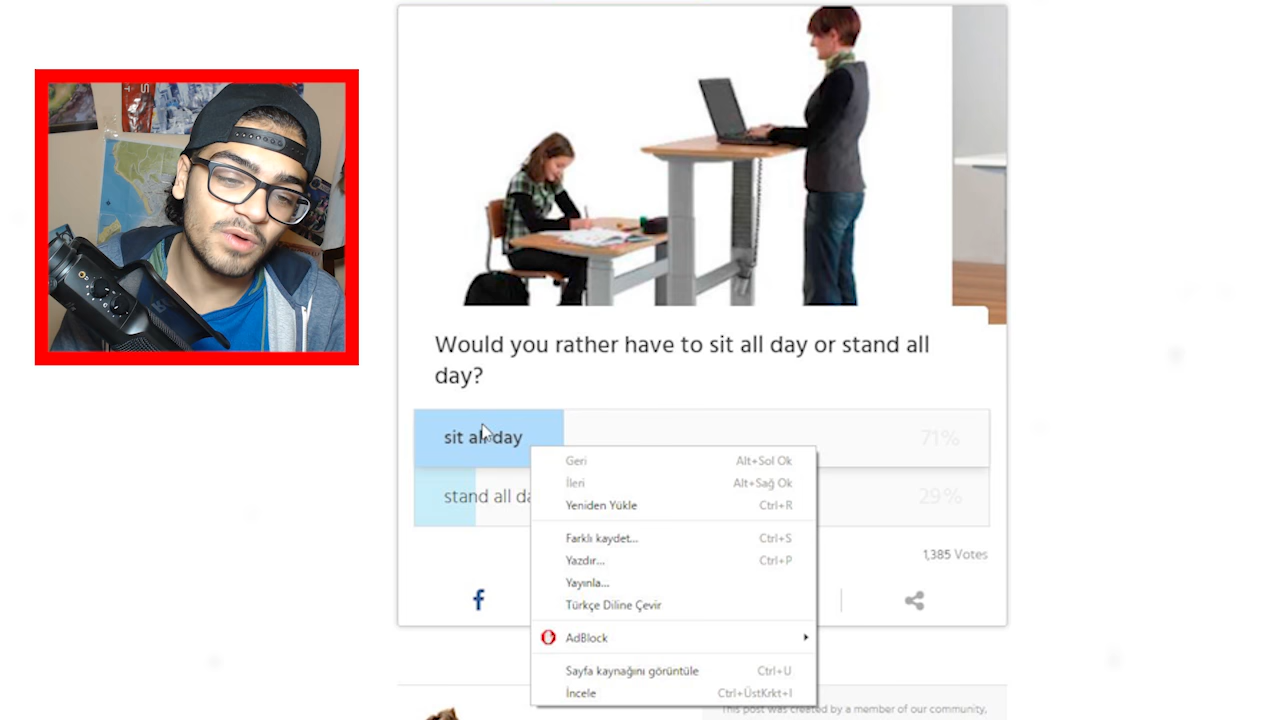 Would you rather have to sit all day or stand all
day?
sit all day
71%
stand all
29%
Geri Alt+Sol Ok
İleri Alt+Sağ Ok
Yeniden Yükle Ctrl+R
Farklı kaydet... Ctrl+S
Yazdır... Ctrl+P
Yayınla...
Türkçe Diline Çevir
AdBlock
Sayfa kaynağını görüntüle Ctrl+U
İncele Ctrl+ÜstKrkt+I
1,385 Votes
This post was created by a member of our community,